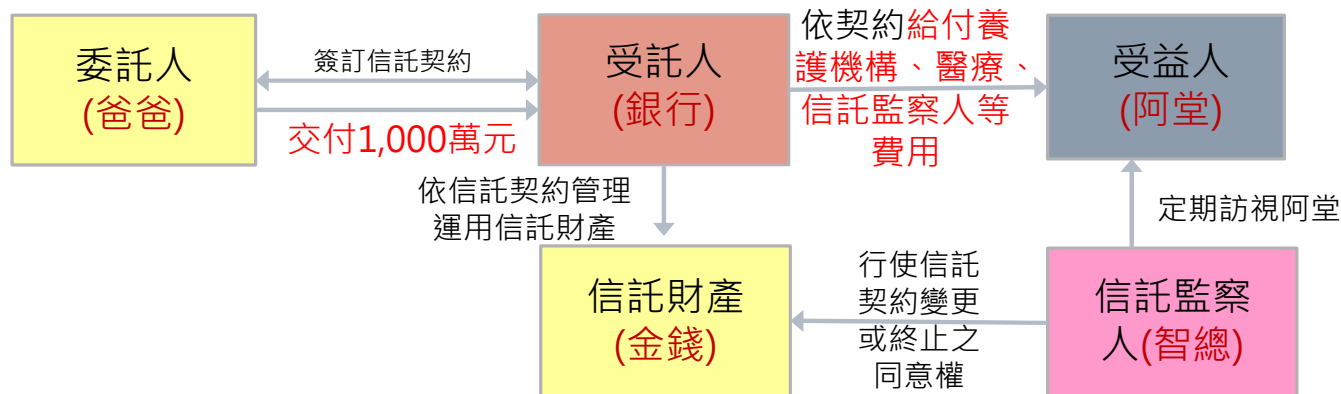 委託人
(爸爸)
簽訂信託契約
交付1,000萬元
受託人
(銀行)
依契約給付養
護機構、醫療、
信託監察人等
費用
受益人
(阿堂)
依信託契約管理
運用信託財產
定期訪視阿堂
信託財產
(金錢)
行使信託
契約變更
或終止之
同意權
信託監察
人(智總)